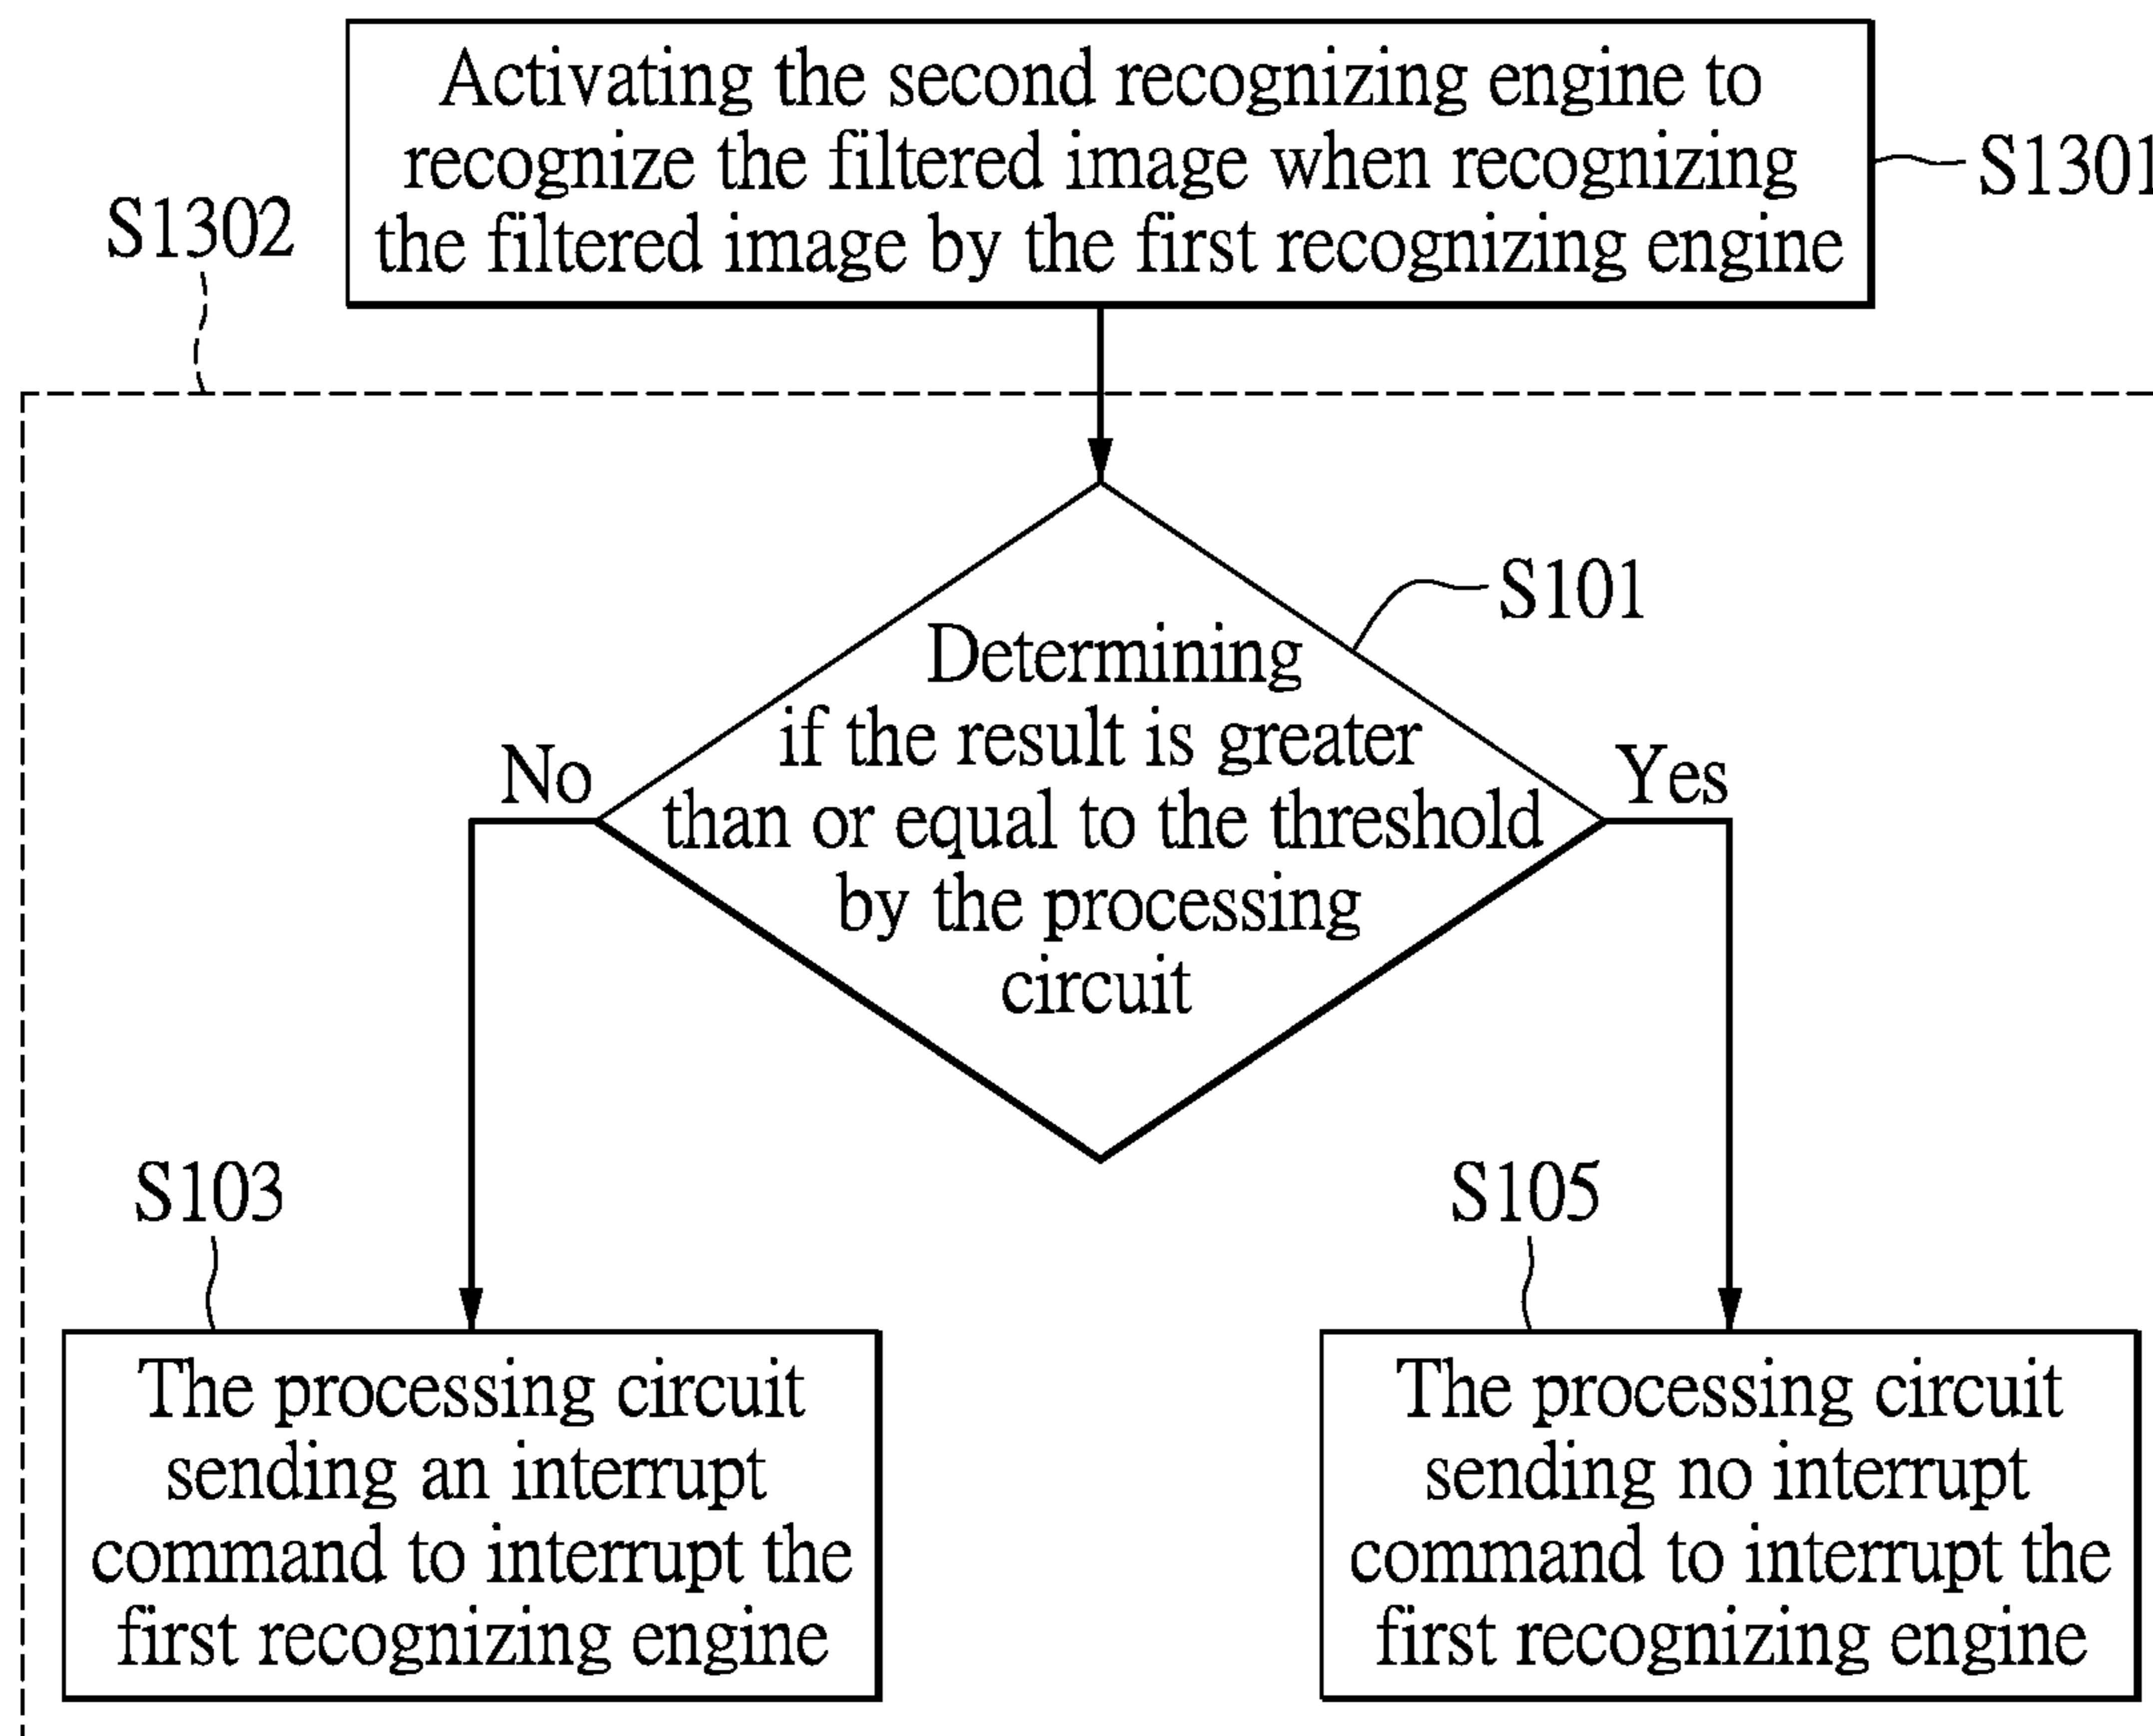 Activating the second recognizing engine to
recognize the filtered image when recognizing
the filtered image by the first recognizing engine
S1301
S1302
S101
Determining
if the result is greater
than or equal to the threshold
by the processing
circuit
No
Yes
S103
S105
The processing circuit
sending an interrupt
command to interrupt the
first recognizing engine
The processing circuit
sending no interrupt
command to interrupt the
first recognizing engine